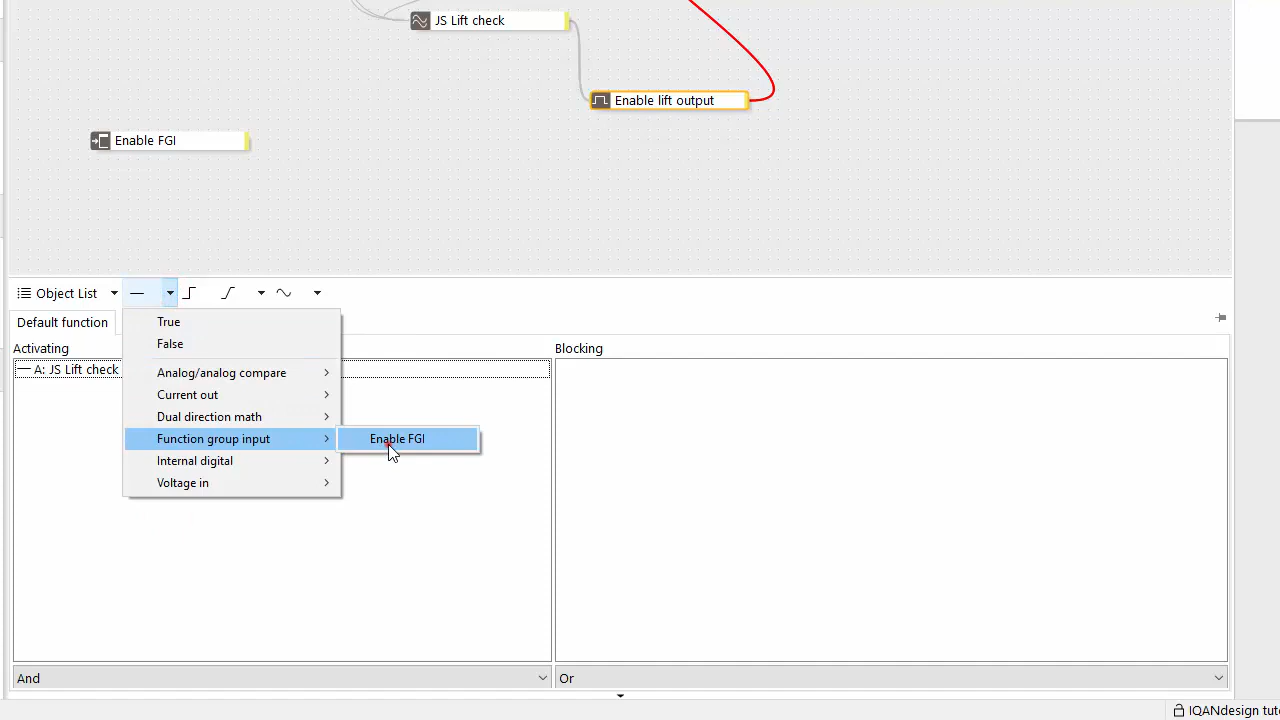 JS Lift check
Enable lift output
Enable FGI
Object List
Default function
True
False
Activating
Blocking
A: JS Lift check
Analog/analog compare
Current out
Dual direction math
Function group input
Enable FGI
Internal digital
Voltage in
And
Or
IQANdesign tuto